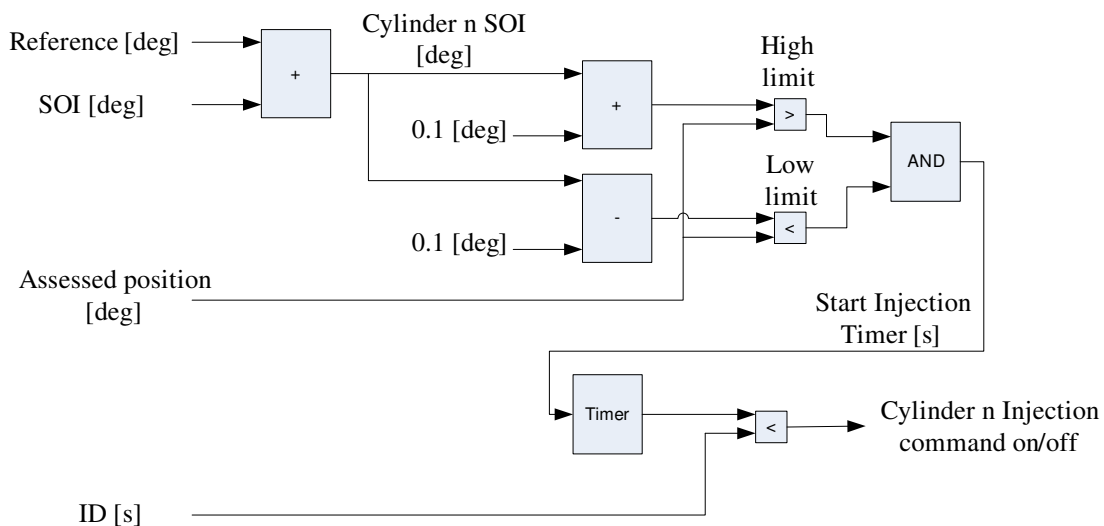 Reference [deg]
SOI [deg]
+
Cylinder n SOI
[deg]
+
0.1 [deg]
High
limit
>
AND
-
0.1 [deg]
Low
limit
<
Assessed position
[deg]
Start Injection
Timer [s]
Timer
<
Cylinder n Injection
command on/off
ID [s]